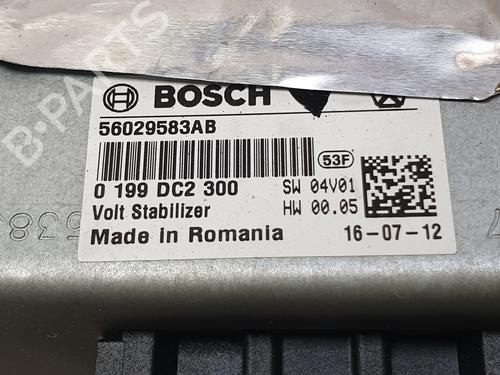 B-PARTS
BOSCH
56029583AB
53F
0 199 DC2 300 SW 04V01
Volt Stabilizer HW 00.05
Made in Romania 16-07-12